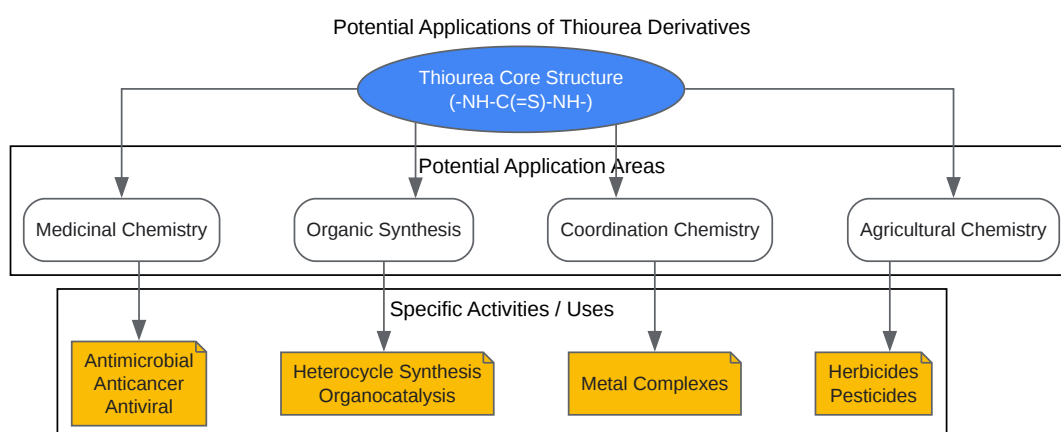 Potential Applications of Thiourea Derivatives
Thiourea Core Structure
(-NH-C(=S)-NH-)
Potential Application Areas
Medicinal Chemistry
Organic Synthesis
Coordination Chemistry
Agricultural Chemistry
Specific Activities / Uses
Antimicrobial
Anticancer
Antiviral
Heterocycle Synthesis
Organocatalysis
Metal Complexes
Herbicides
Pesticides